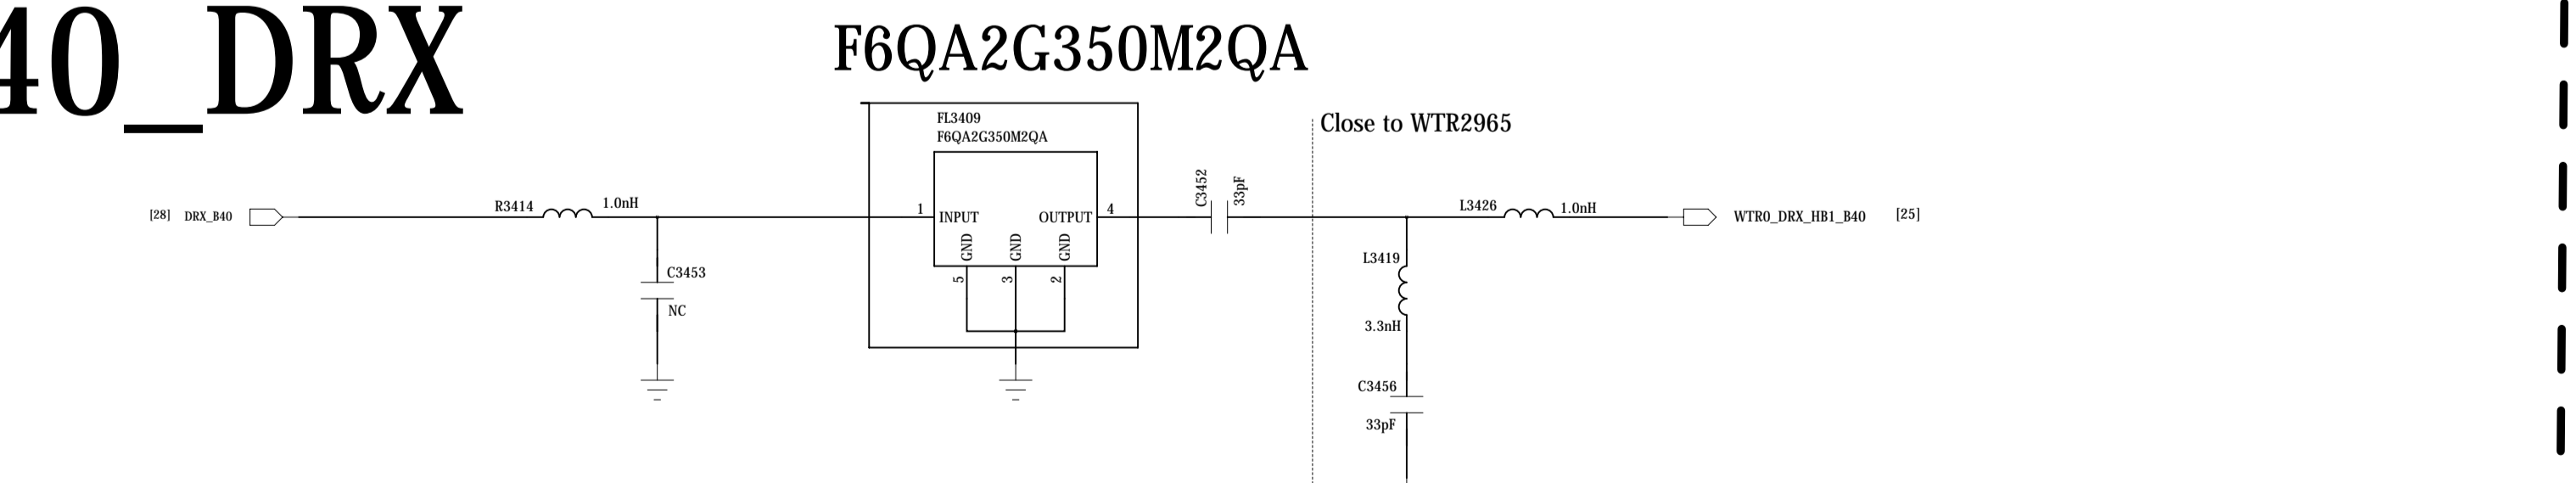 40_DRX
F6QA2G350M2QA
FL3409
F6QA2G350M2QA
Close to WTR2965
[28] DRX_B40
R3414
1.0nH
1
INPUT
OUTPUT
4
GND
GND
GND
5
3
2
C3452
33pF
L3426
1.0nH
WTR0_DRX_HB1_B40 [25]
C3453
NC
L3419
3.3nH
C3456
33pF